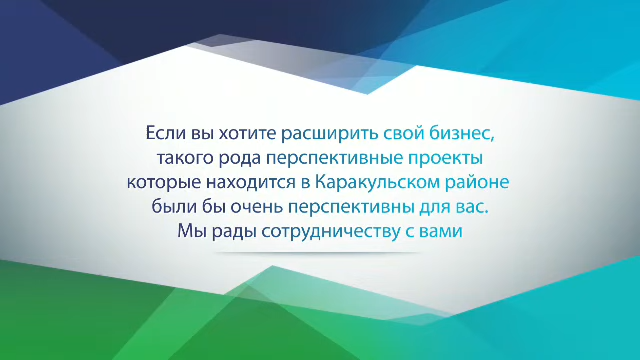 Если вы хотите расширить свой бизнес,
такого рода перспективные проекты
которые находится в Каракульском районе
были бы очень перспективны для вас.
Мы рады сотрудничеству с вами